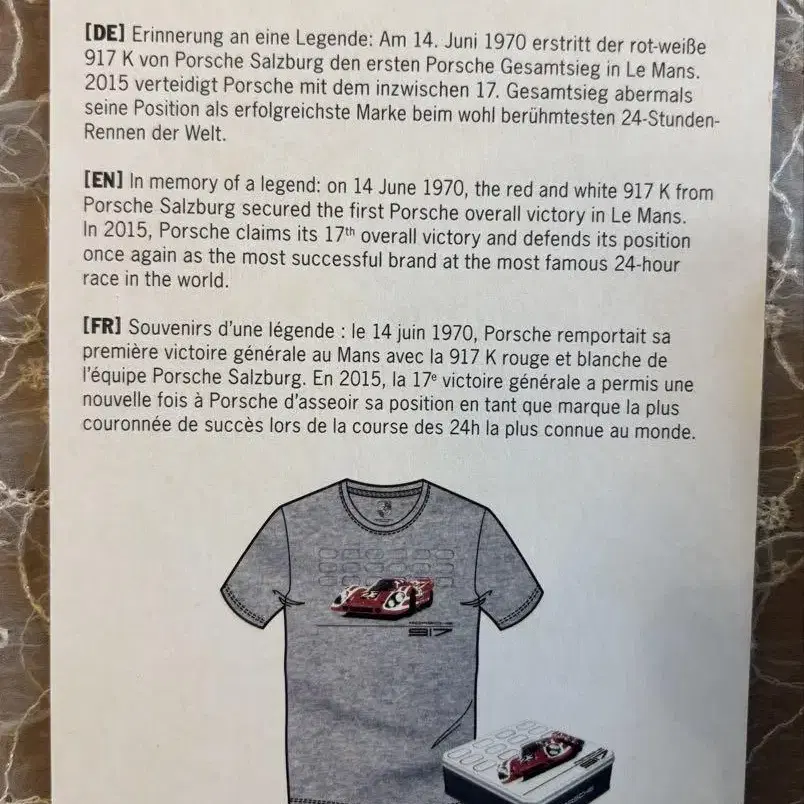 [DE] Erinnerung an eine Legende: Am 14. Juni 1970 erstritt der rot-weiße
917 K von Porsche Salzburg den ersten Porsche Gesamtsieg in Le Mans.
2015 verteidigt Porsche mit dem inzwischen 17. Gesamtsieg abermals
seine Position als erfolgreichste Marke beim wohl berühmtesten 24-Stunden-
Rennen der Welt.
[EN] In memory of a legend: on 14 June 1970, the red and white 917 K from
Porsche Salzburg secured the first Porsche overall victory in Le Mans.
In 2015, Porsche claims its 17th overall victory and defends its position
once again as the most successful brand at the most famous 24-hour
race in the world.
[FR] Souvenirs d'une légende : le 14 juin 1970, Porsche remportait sa
première victoire générale au Mans avec la 917 K rouge et blanche de
l'équipe Porsche Salzburg. En 2015, la 17e victoire générale a permis une
nouvelle fois à Porsche d'asseoir sa position en tant que marque la plus
couronnée de succès lors de la course des 24h la plus connue au monde.
917
PORSCHE